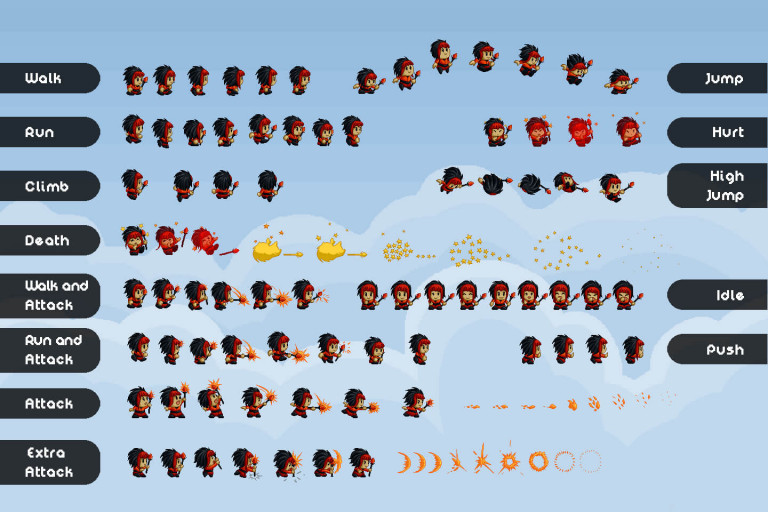 Walk
Jump
Run
Hurt
Climb
High
Jump
Death
Walk and
Attack
Idle
Run and
Attack
Push
Attack
Extra
Attack